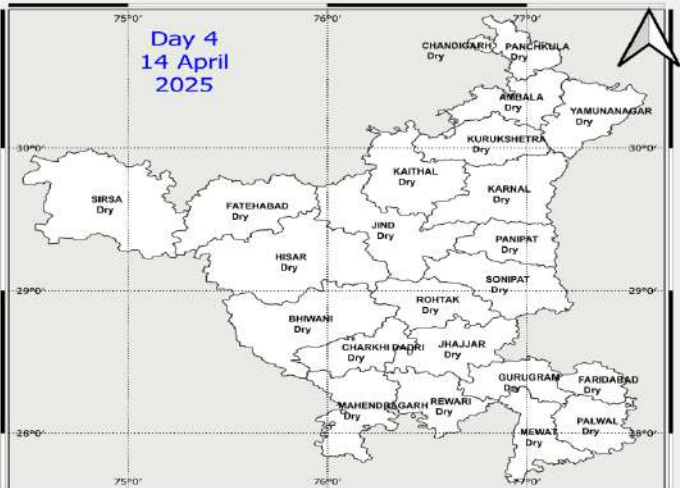 75°0'
76°0'
77°0'
Day 4
14 April
2025
CHANDIGARH
Dry
PANCHKULA
Dry
AMBALA
Dry
YAMUNANAGAR
Dry
KURUKSHETRA
Dry
30°0'
30°0'
KAITHAL
Dry
KARNAL
Dry
SIRSA
Dry
FATEHABAD
Dry
JIND
Dry
PANIPAT
Dry
HISAR
Dry
SONIPAT
Dry
29°0'
29°0'
ROHTAK
Dry
BHIWANI
Dry
CHARKHI DADRI
Dry
JHAJJAR
Dry
GURUGRAM
Dry
FARIDABAD
Dry
MAHENDRAGARH
Dry
REWARI
Dry
PALWAL
Dry
MEWAT
Dry
28°0'
28°0'
75°0'
76°0'
77°0'